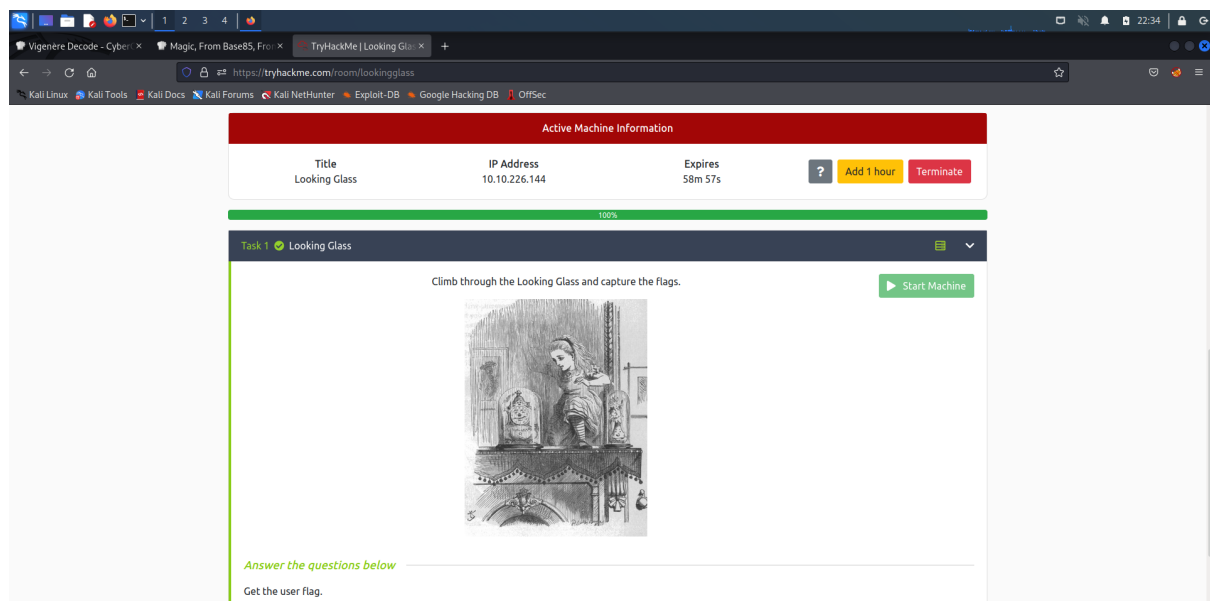 1 2 3 4 22:34
Vigenère Decode - CyberC × Magic, From Base85, Fron × TryHackMe | Looking Glas × +
https://tryhackme.com/room/lookingglass
Kali Linux Kali Tools Kali Docs Kali Forums Kali NetHunter Exploit-DB Google Hacking DB OffSec
Active Machine Information
Title IP Address Expires
Looking Glass 10.10.226.144 58m 57s ? Add 1 hour Terminate
100%
Task 1 Looking Glass
Climb through the Looking Glass and capture the flags. Start Machine
Answer the questions below
Get the user flag.